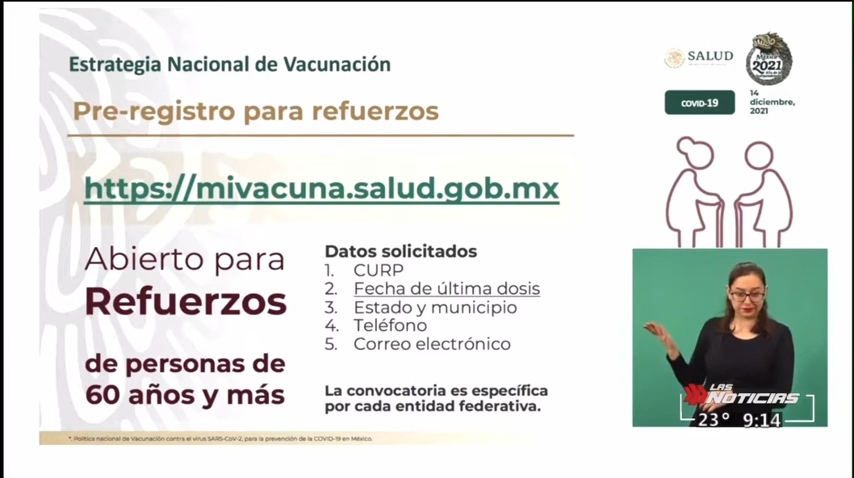 Estrategia Nacional de Vacunación
Pre-registro para refuerzos
SALUD
México
2021
COVID-19
14
diciembre,
2021
https://mivacuna.salud.gob.mx
Abierto para
Refuerzos
de personas de
60 años y más
Datos solicitados
1. CURP
2. Fecha de última dosis
3. Estado y municipio
4. Teléfono
5. Correo electrónico
La convocatoria es específica
por cada entidad federativa.
LAS
NOTICIAS
23° 9:14
*. Política nacional de Vacunación contra el virus SARS-CoV-2, para la prevención de la COVID-19 en México.